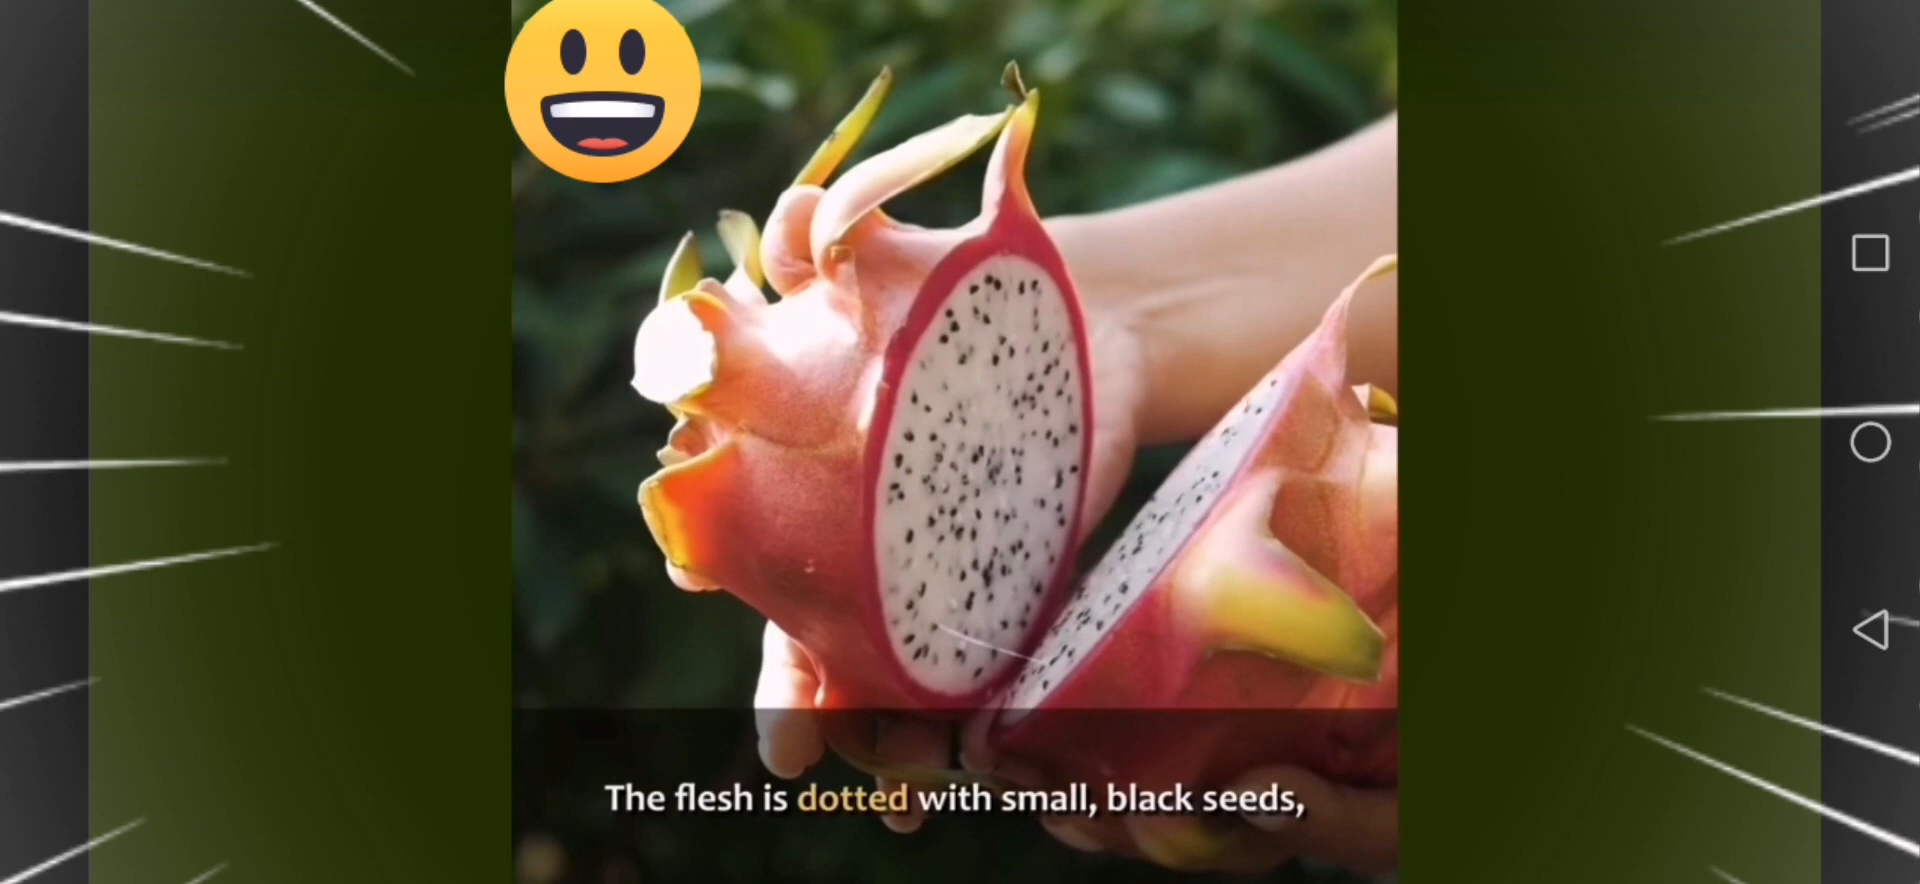 The flesh is dotted with small, black seeds,